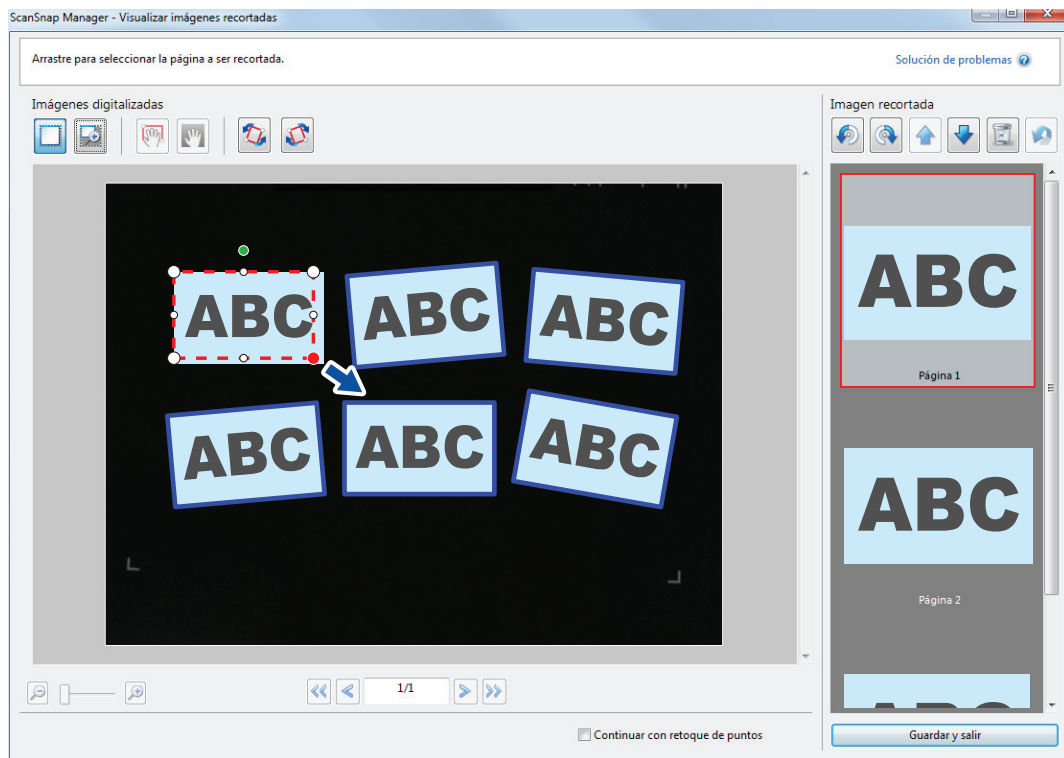 ScanSnap Manager - Visualizar imágenes recortadas
Arrastre para seleccionar la página a ser recortada.
Solución de problemas
Imágenes digitalizadas
Imagen recortada
ABC
ABC
ABC
ABC
ABC
ABC
ABC
Página 1
ABC
Página 2
1/1
Continuar con retoque de puntos
Guardar y salir